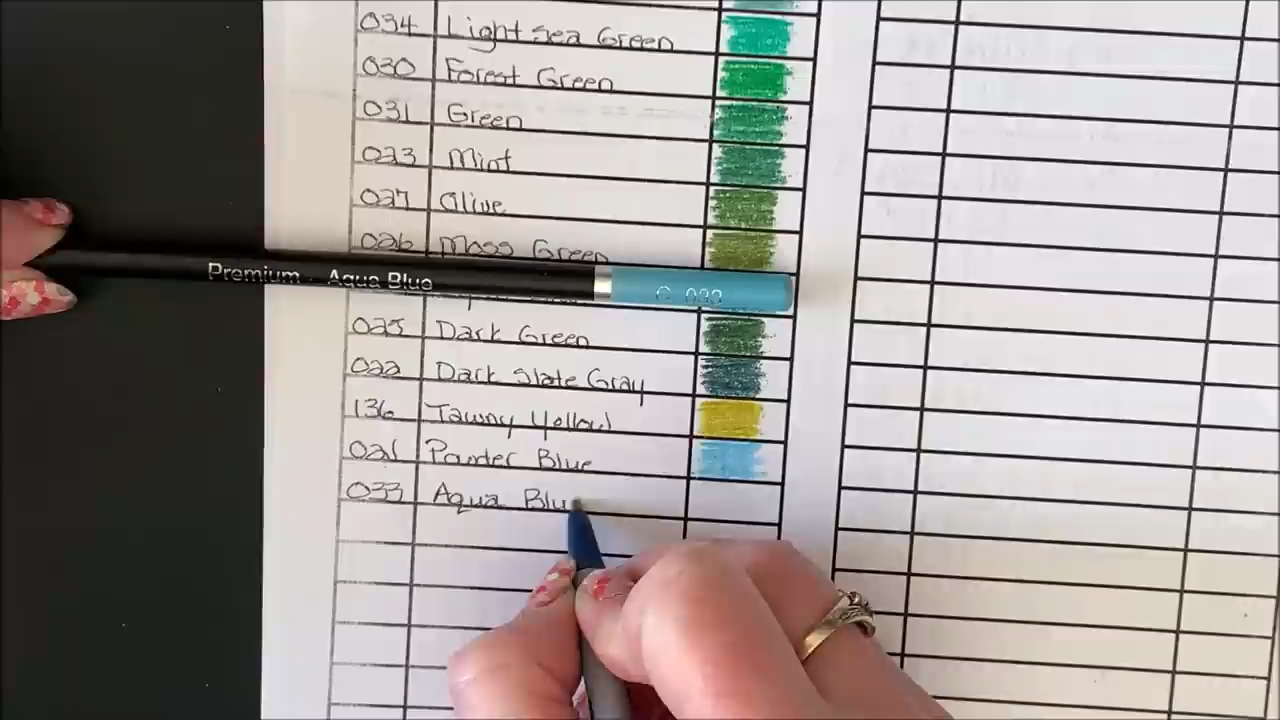 034 Light Sea Green
030 Forest Green
031 Green
023 Mint
027 Olive
026 Moss Green
Premium Aqua Blue C 033
025 Dark Green
022 Dark Slate Gray
136 Tawny Yellow
021 Powder Blue
033 Aqua Blu